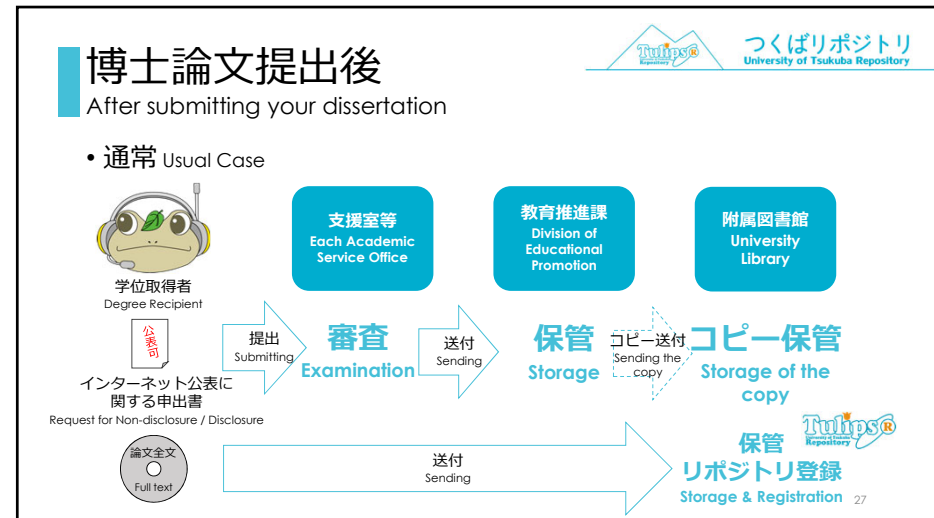 博士論文提出後
After submitting your dissertation
Tulips R
Repository
つくばリポジトリ
University of Tsukuba Repository
• 通常 Usual Case
支援室等
Each Academic
Service Office
教育推進課
Division of
Educational
Promotion
附属図書館
University
Library
学位取得者
Degree Recipient
公表可
提出
Submitting
審査
Examination
送付
Sending
保管
Storage
コピー送付
Sending the
copy
コピー保管
Storage of the
copy
インターネット公表に
関する申出書
Request for Non-disclosure / Disclosure
論文全文
Full text
送付
Sending
Tulips R
University of Tsukuba
Repository
保管
リポジトリ登録
Storage & Registration
27